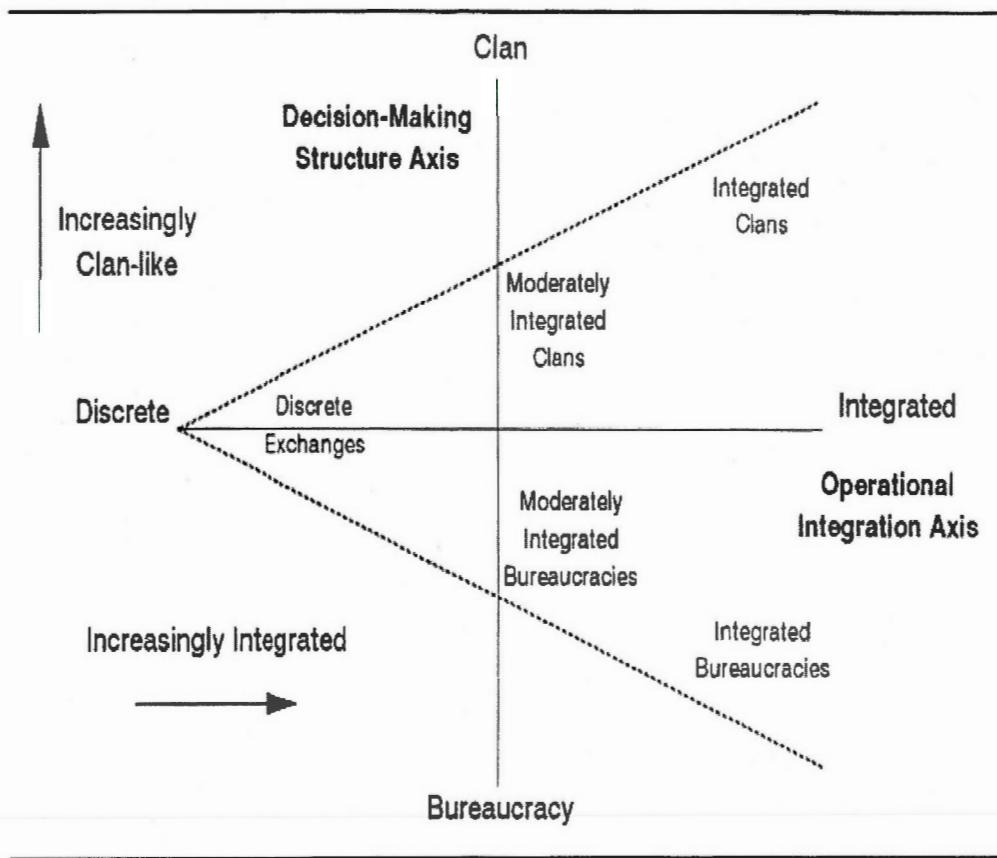 Clan
Decision-Making
Structure Axis
Integrated
Clans
Increasingly
Clan-like
Moderately
Integrated
Clans
Discrete
Discrete
Exchanges
Integrated
Operational
Integration Axis
Moderately
Integrated
Bureaucracies
Increasingly Integrated
Integrated
Bureaucracies
Bureaucracy